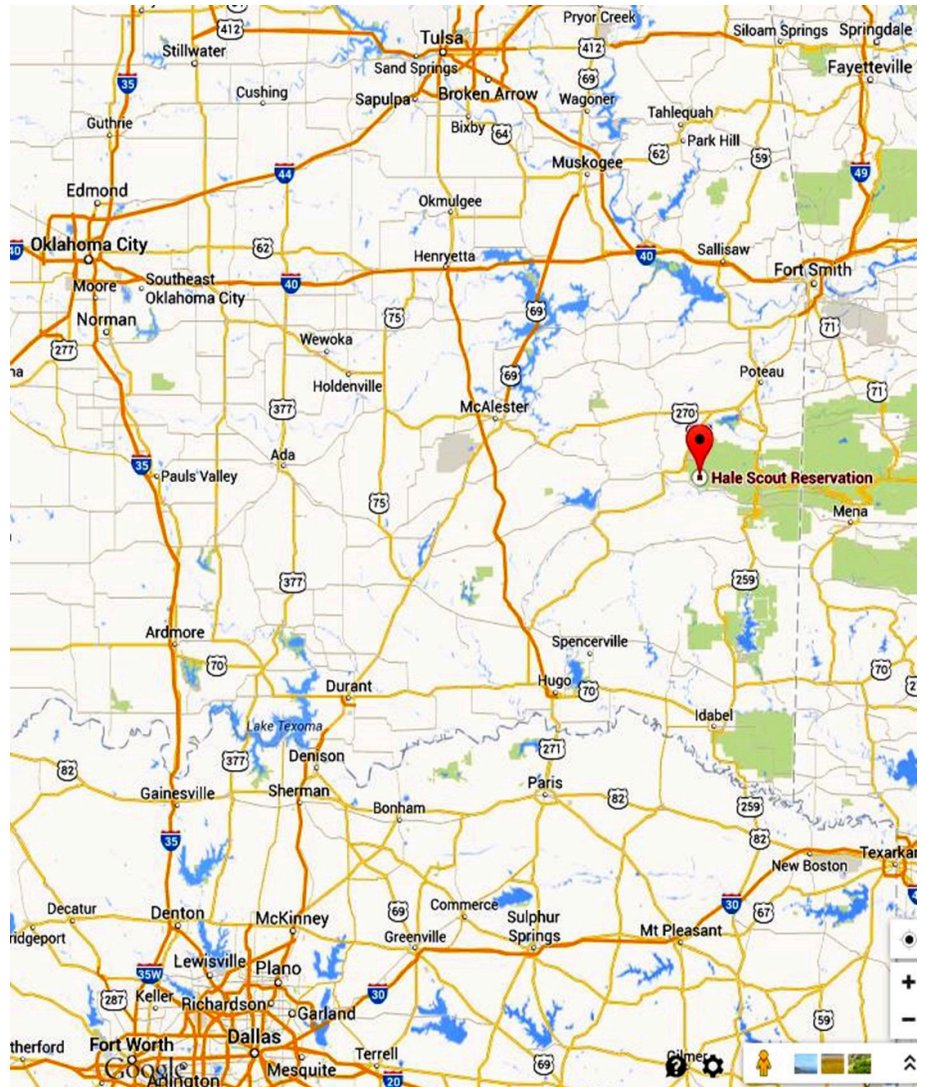 Pryor Creek
412
Stillwater
Tulsa
412
Siloam Springs
Springdale
Sand Springs
69
Fayetteville
35
Cushing
Sapulpa
Broken Arrow
Wagoner
Guthrie
Bixby
64
Tahlequah
Park Hill
62
59
Muskogee
44
49
Edmond
Okmulgee
Oklahoma City
62
40
Henryetta
40
Sallisaw
Fort Smith
Moore
Southeast
Oklahoma City
40
Norman
75
69
71
277
Wewoka
Holdenville
69
Poteau
71
377
McAlester
270
35
Pauls Valley
Ada
Hale Scout Reservation
75
Mena
377
259
Ardmore
Spencerville
70
Durant
Hugo
70
70
Idabel
Lake Texoma
271
377
Denison
82
Gainesville
Sherman
Paris
82
Bonham
259
82
35
New Boston
Texarkar
30
67
Decatur
Denton
McKinney
69
Commerce
Sulphur
Springs
Mt Pleasant
ridgeport
Greenville
Lewisville
Plano
35W
287
Keller
Richardson
30
Garland
59
therford
Fort Worth
Dallas
Terrell
Google
Mesquite
69
Gilmer
Arlington
20